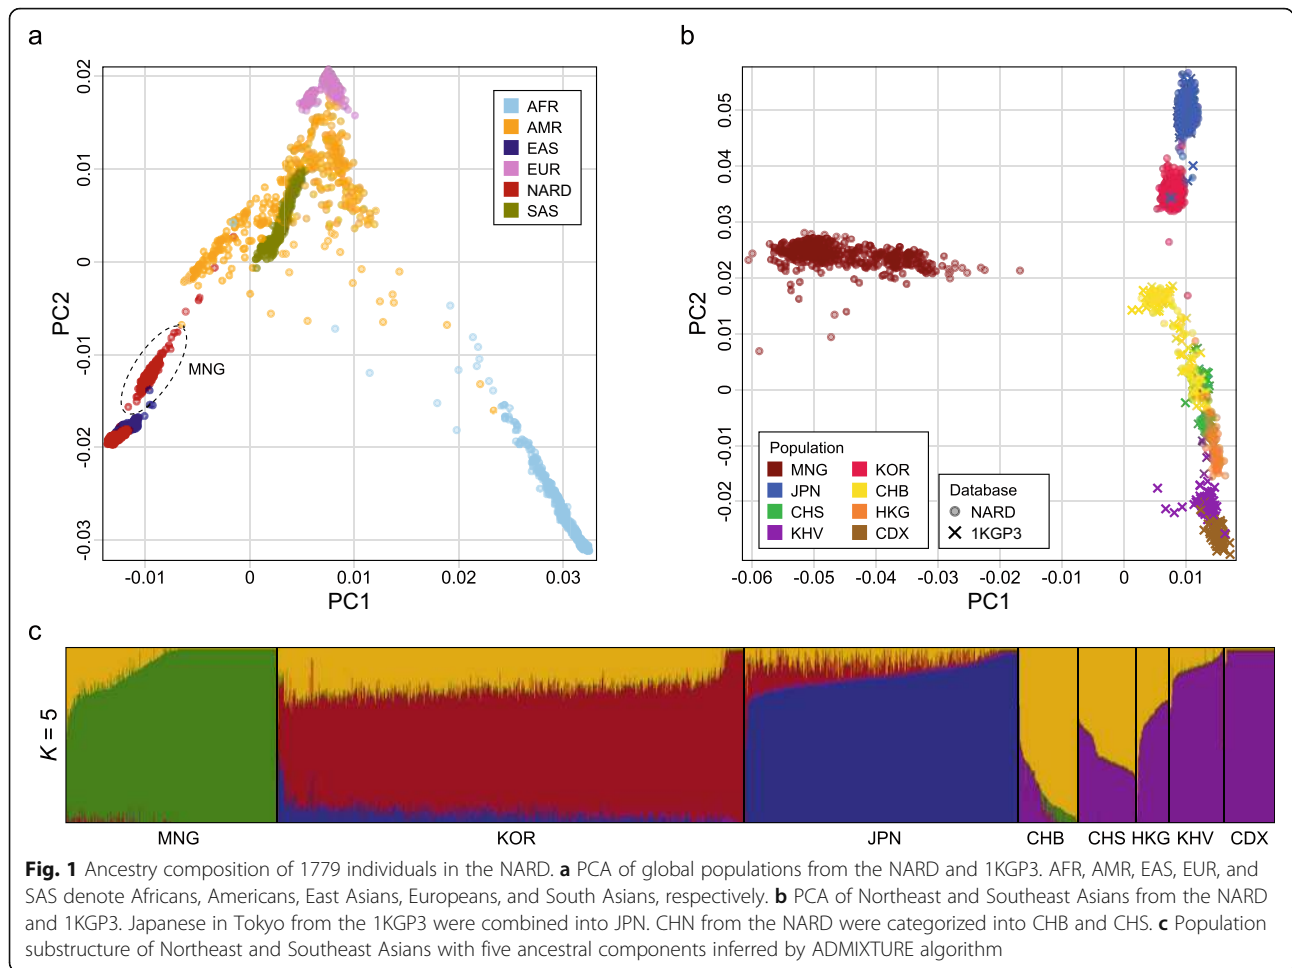 a
0.02
0.01
0
-0.01
-0.02
-0.03
PC2
-0.01
0
0.01
0.02
0.03
PC1
AFR
AMR
EAS
EUR
NARD
SAS
MNG
b
0.05
0.04
0.03
0.02
0.01
0
-0.01
-0.02
PC2
-0.06
-0.05
-0.04
-0.03
-0.02
-0.01
0
0.01
PC1
Population
MNG
KOR
JPN
CHB
CHS
HKG
KHV
CDX
Database
NARD
1KGP3
c
K = 5
MNG
KOR
JPN
CHB
CHS
HKG
KHV
CDX
Fig. 1 Ancestry composition of 1779 individuals in the NARD. a PCA of global populations from the NARD and 1KGP3. AFR, AMR, EAS, EUR, and
SAS denote Africans, Americans, East Asians, Europeans, and South Asians, respectively. b PCA of Northeast and Southeast Asians from the NARD
and 1KGP3. Japanese in Tokyo from the 1KGP3 were combined into JPN. CHN from the NARD were categorized into CHB and CHS. c Population
substructure of Northeast and Southeast Asians with five ancestral components inferred by ADMIXTURE algorithm